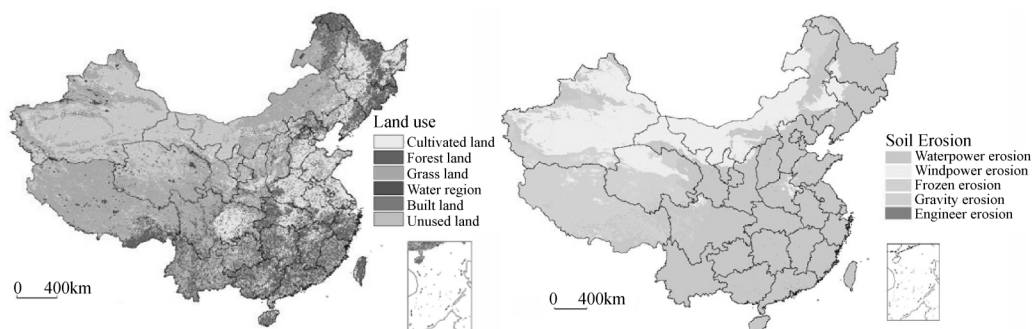 Land use
Cultivated land
Forest land
Grass land
Water region
Built land
Unused land
0 400km
Soil Erosion
Waterpower erosion
Windpower erosion
Frozen erosion
Gravity erosion
Engineer erosion
0 400km